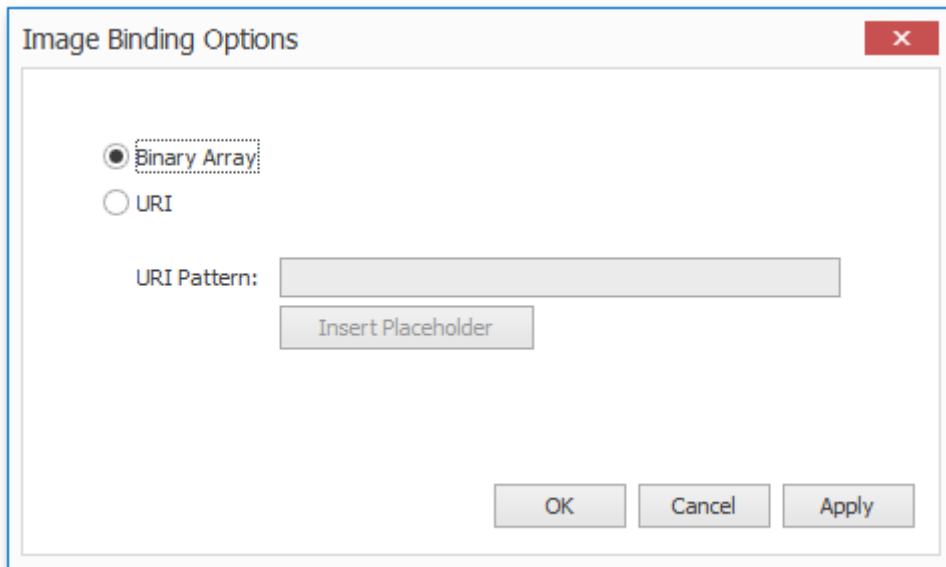 Image Binding Options
Binary Array
URI
URI Pattern:
Insert Placeholder
OK Cancel Apply